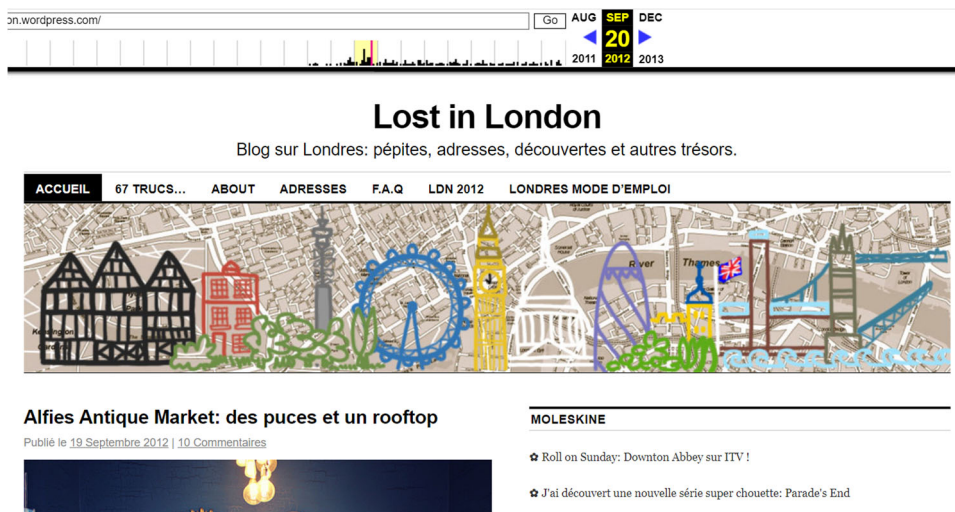 on.wordpress.com/
Go
AUG SEP DEC
20
2011 2012 2013
Lost in London
Blog sur Londres: pépites, adresses, découvertes et autres trésors.
ACCUEIL 67 TRUCS... ABOUT ADRESSES F.A.Q LDN 2012 LONDRES MODE D'EMPLOI
River Thames
Alfies Antique Market: des puces et un rooftop
Publié le 19 Septembre 2012 | 10 Commentaires
MOLESKINE
✿ Roll on Sunday: Downton Abbey sur ITV !
✿ J'ai découvert une nouvelle série super chouette: Parade's End